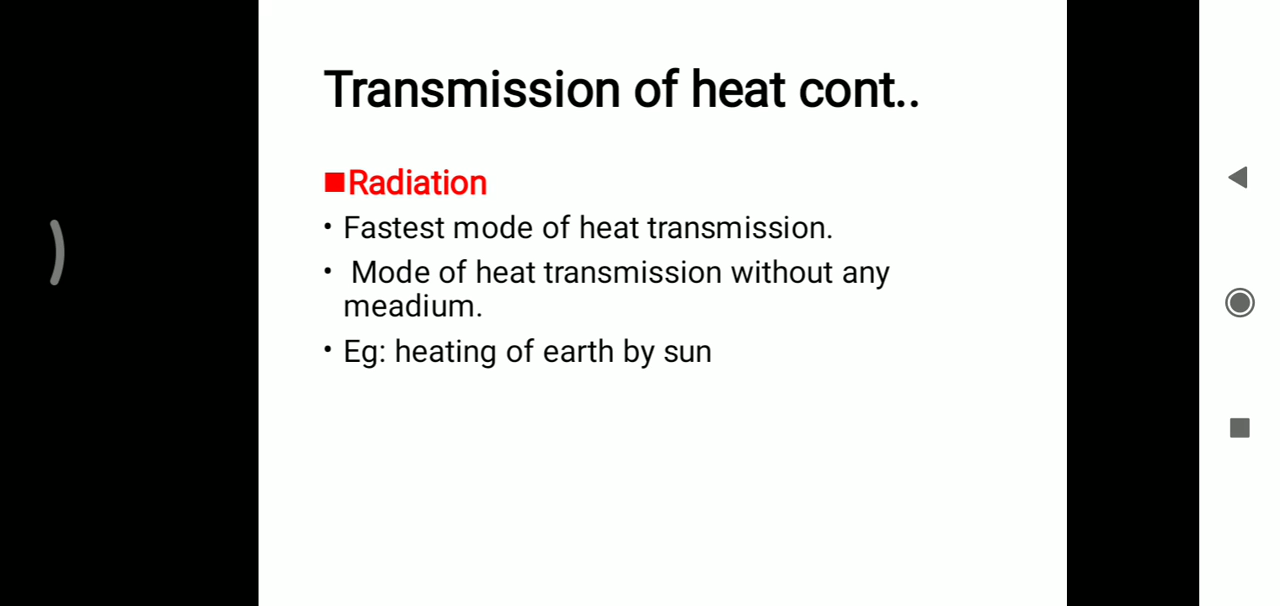 Transmission of heat cont..
■Radiation
• Fastest mode of heat transmission.
• Mode of heat transmission without any
meadium.
• Eg: heating of earth by sun